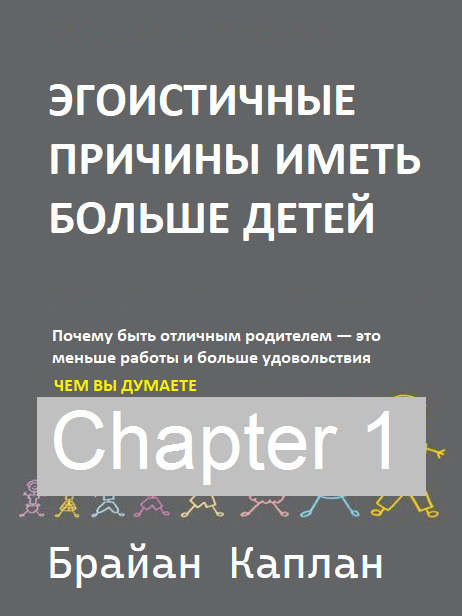 ЭГОИСТИЧНЫЕ
ПРИЧИНЫ ИМЕТЬ
БОЛЬШЕ ДЕТЕЙ
Почему быть отличным родителем — это
меньше работы и больше удовольствия
ЧЕМ ВЫ ДУМАЕТЕ
Chapter 1
Брайан Каплан